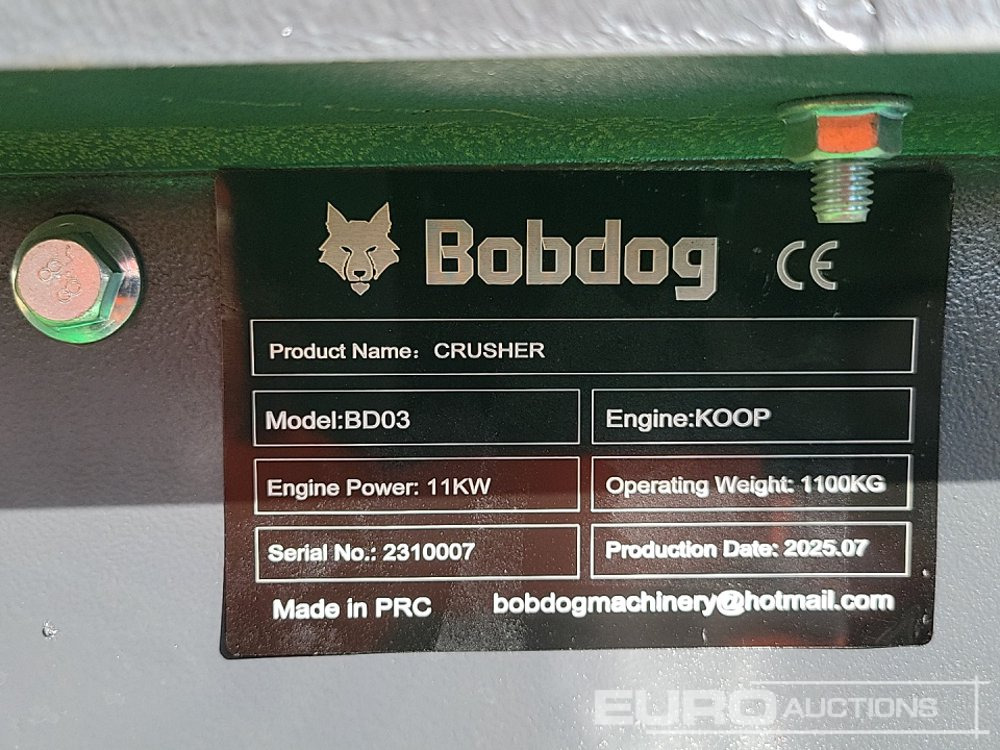 Bobdog CE
Product Name: CRUSHER
Model:BD03 Engine:KOOP
Engine Power: 11KW Operating Weight: 1100KG
Serial No.: 2310007 Production Date: 2025.07
Made in PRC bobdogmachinery@hotmail.com
EURO AUCTIONS